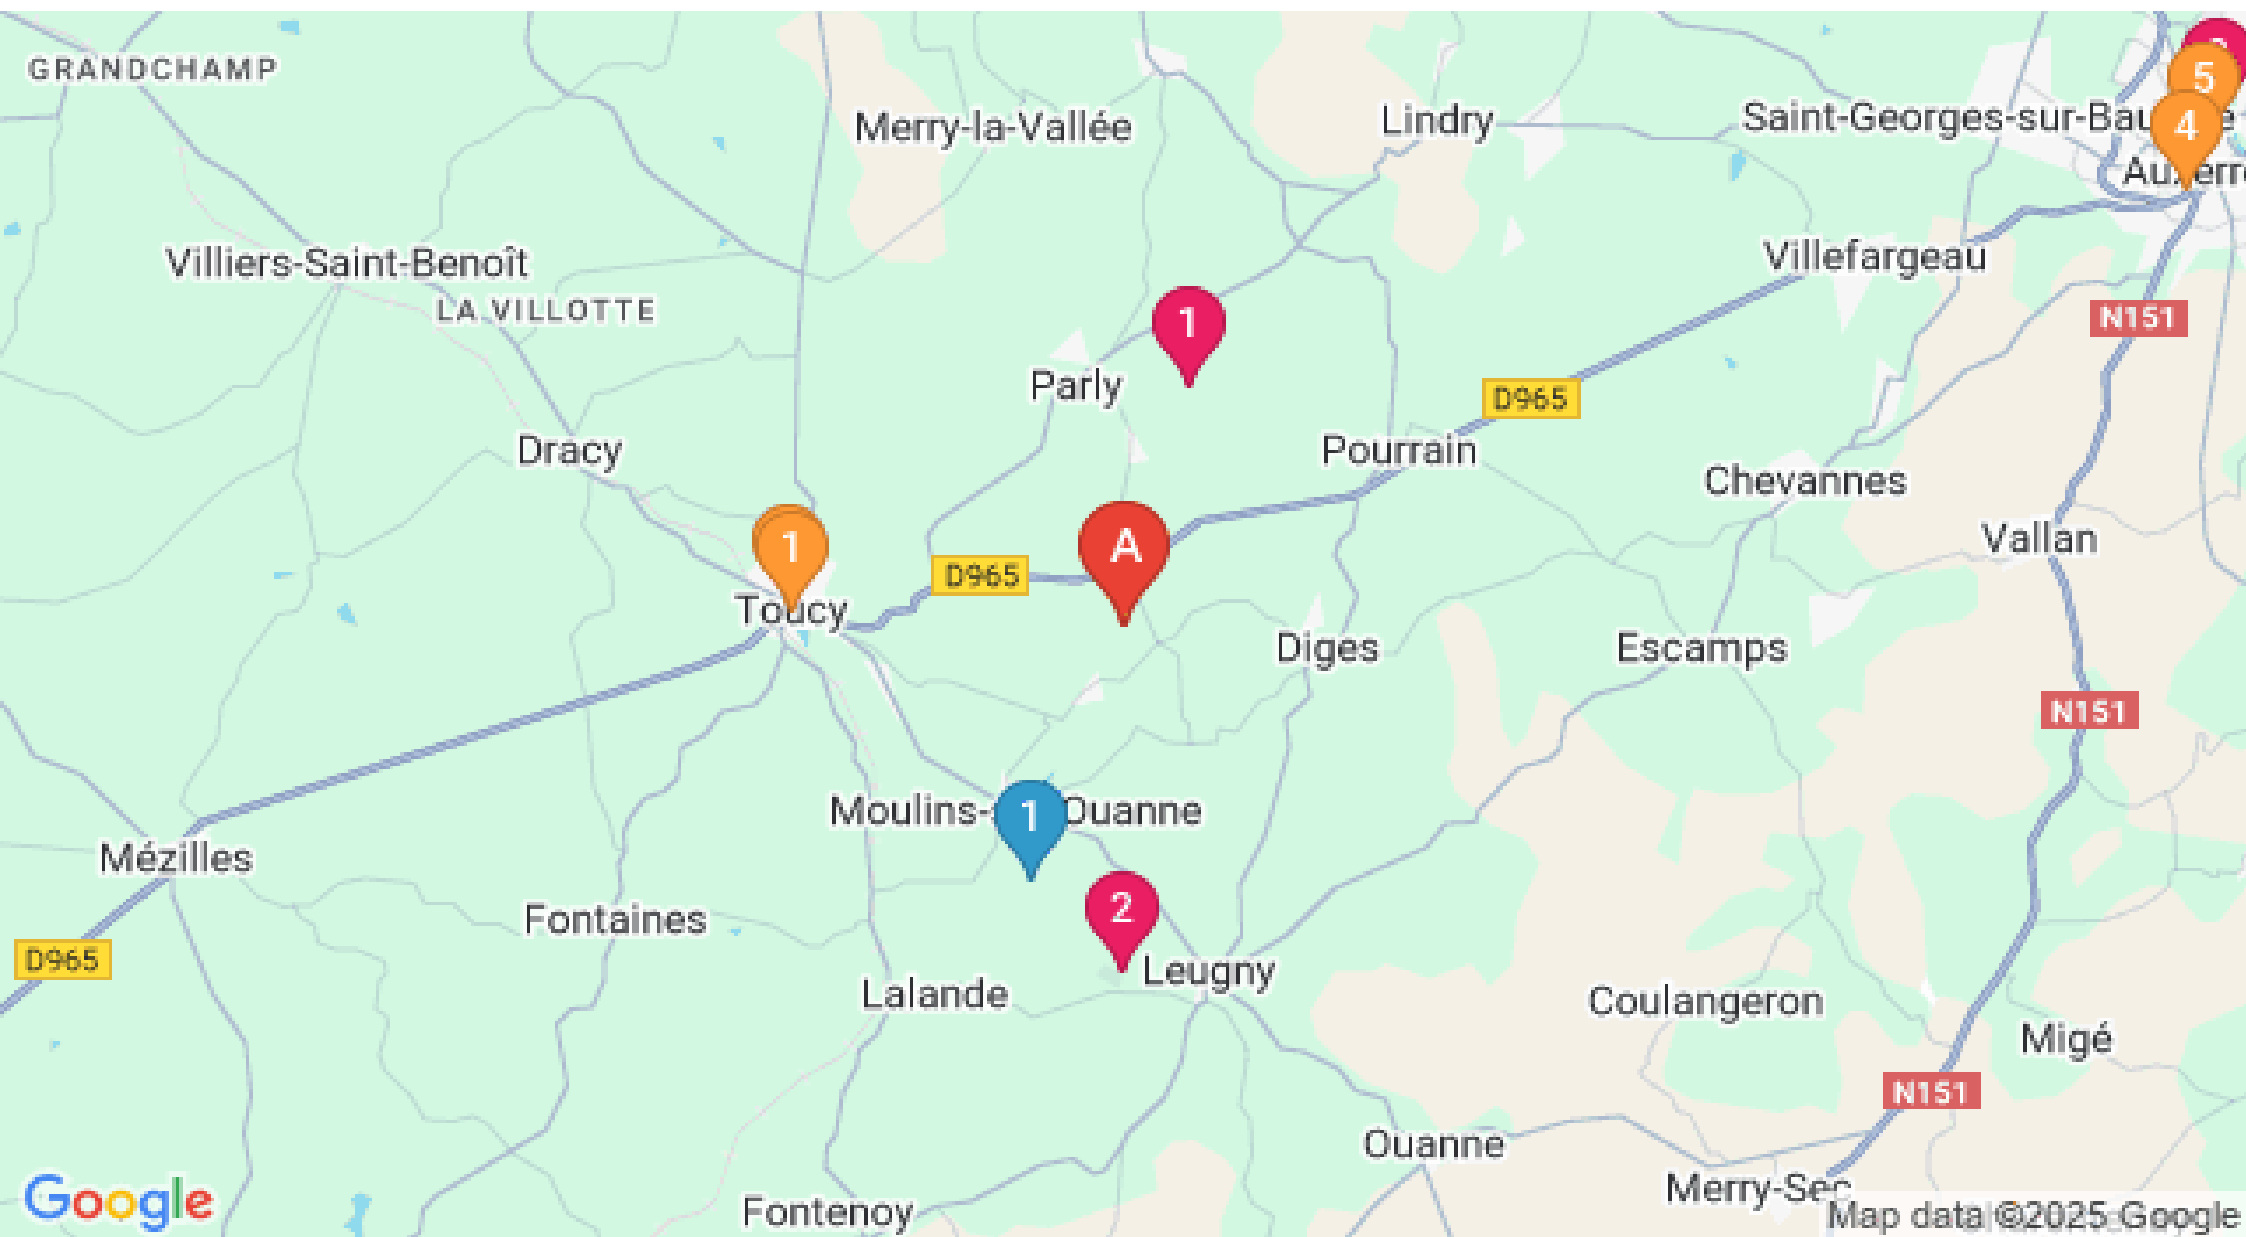 GRANDCHAMP
Merry-la-Vallée
Lindry
5
Saint-Georges-sur-Bau
4
Villiers-Saint-Benoît
LA VILLOTTE
Villefargeau
N151
1
Parly
D965
Dracy
Pourrain
Chevannes
1
A
D965
Vallan
Toucy
Diges
Escamps
N151
Moulins-
1
Ouanne
Mézilles
2
Fontaines
D965
Leugny
Lalande
Coulangeron
Migé
N151
Ouanne
Merry-Sec
Google
Fontenoy
Map data ©2025 Google